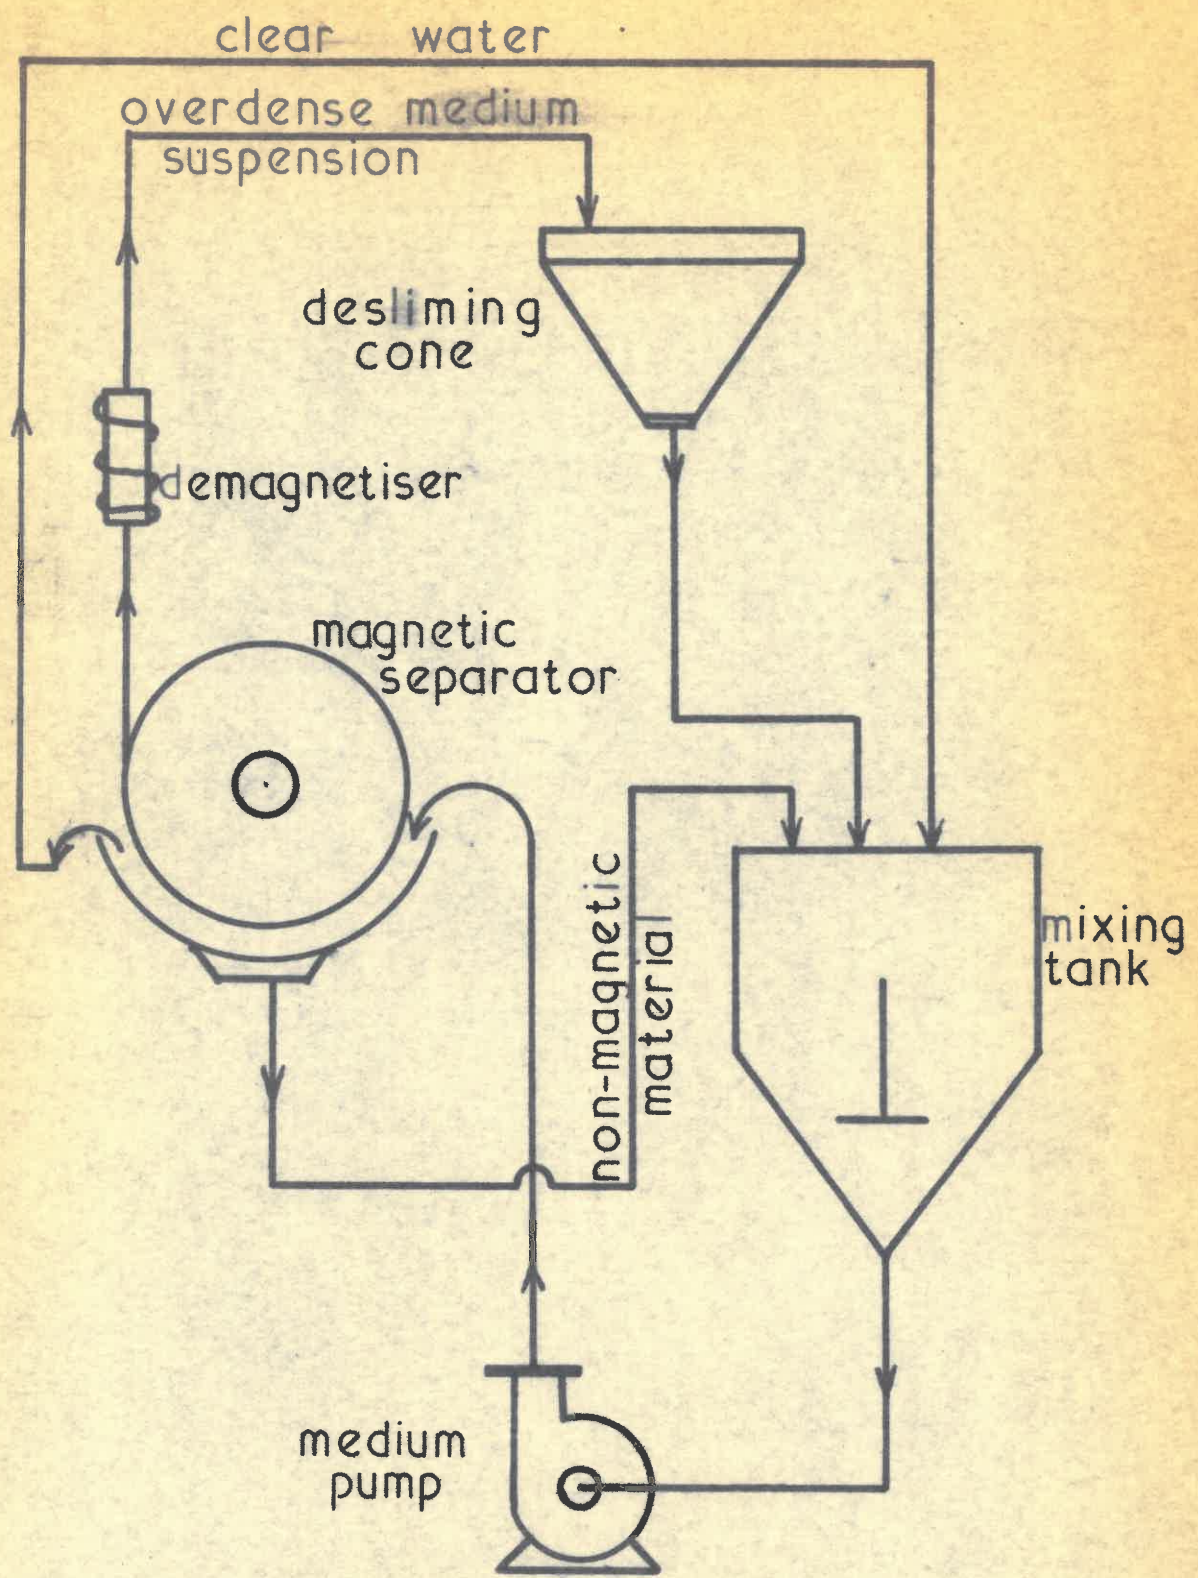 clear water
overdense medium
suspension
desliming
cone
demagnetiser
magnetic
separator
non-magnetic
material
mixing
tank
medium
pump